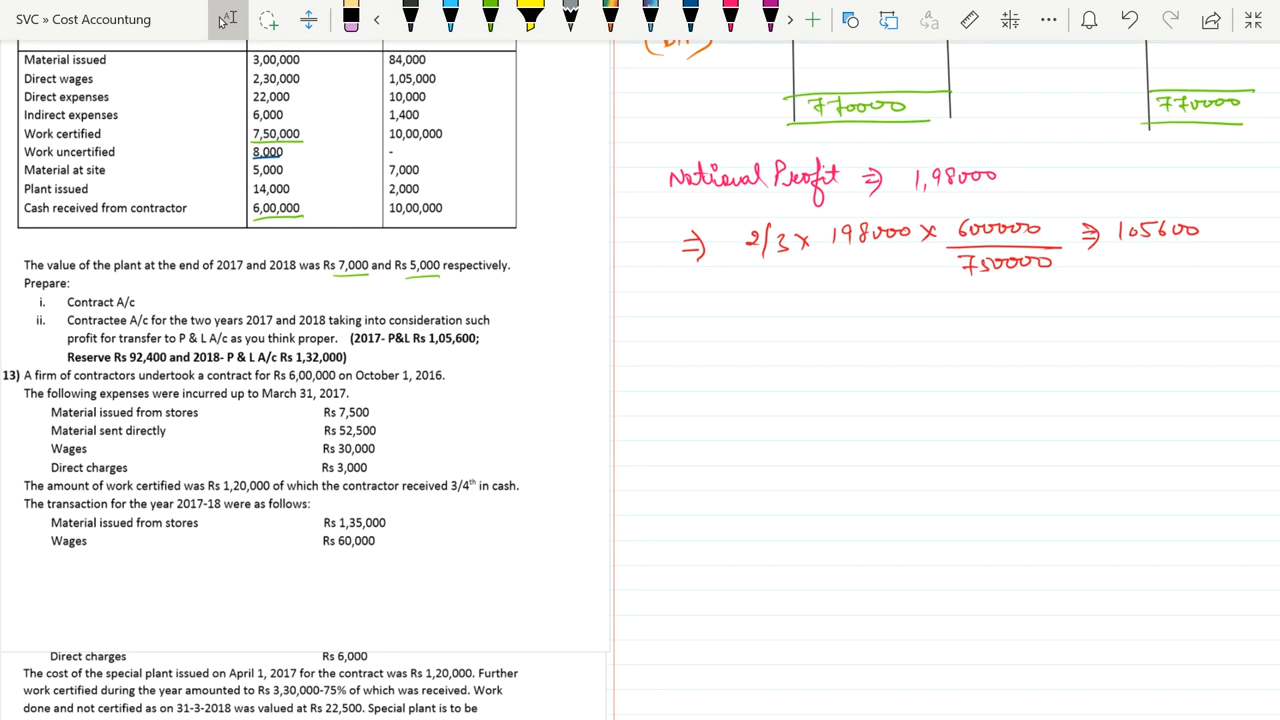 SVC » Cost Accountung
Material issued 3,00,000 84,000
Direct wages 2,30,000 1,05,000
Direct expenses 22,000 10,000
Indirect expenses 6,000 1,400
Work certified 7,50,000 10,00,000
Work uncertified 8,000 -
Material at site 5,000 7,000
Plant issued 14,000 2,000
Cash received from contractor 6,00,000 10,00,000
The value of the plant at the end of 2017 and 2018 was Rs 7,000 and Rs 5,000 respectively.
Prepare:
i. Contract A/c
ii. Contractee A/c for the two years 2017 and 2018 taking into consideration such
profit for transfer to P & L A/c as you think proper. (2017- P&L Rs 1,05,600;
Reserve Rs 92,400 and 2018- P & L A/c Rs 1,32,000)
13) A firm of contractors undertook a contract for Rs 6,00,000 on October 1, 2016.
The following expenses were incurred up to March 31, 2017.
Material issued from stores Rs 7,500
Material sent directly Rs 52,500
Wages Rs 30,000
Direct charges Rs 3,000
The amount of work certified was Rs 1,20,000 of which the contractor received 3/4th in cash.
The transaction for the year 2017-18 were as follows:
Material issued from stores Rs 1,35,000
Wages Rs 60,000
Direct charges Rs 6,000
The cost of the special plant issued on April 1, 2017 for the contract was Rs 1,20,000. Further
work certified during the year amounted to Rs 3,30,000-75% of which was received. Work
done and not certified as on 31-3-2018 was valued at Rs 22,500. Special plant is to be
770000 770000
Notional Profit ⇒ 1,98000
⇒ 2/3 × 198000 × 600000 ⇒ 105600
750000